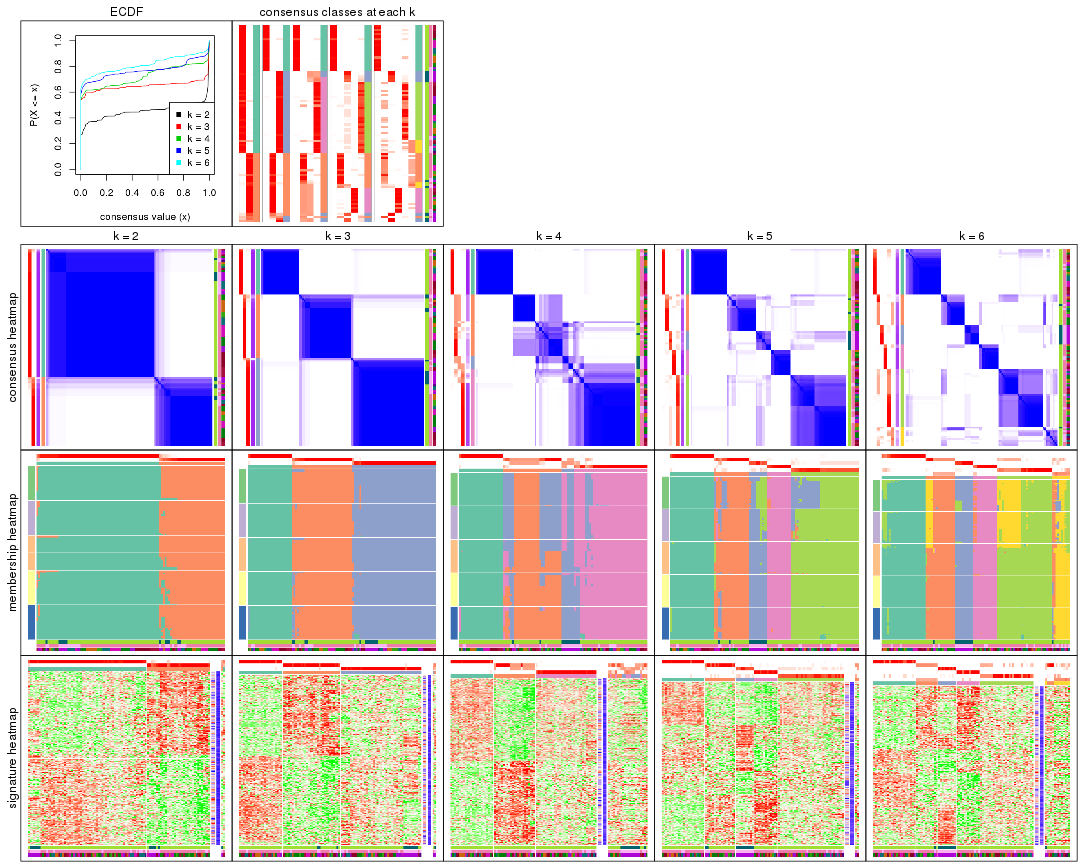 ECDF
consensus classes at each k
P(X <= x)
0.0 0.2 0.4 0.6 0.8 1.0
k = 2
k = 3
k = 4
k = 5
k = 6
0.0 0.2 0.4 0.6 0.8 1.0
consensus value (x)
k = 2 k = 3 k = 4 k = 5 k = 6
consensus heatmap
membership heatmap
signature heatmap